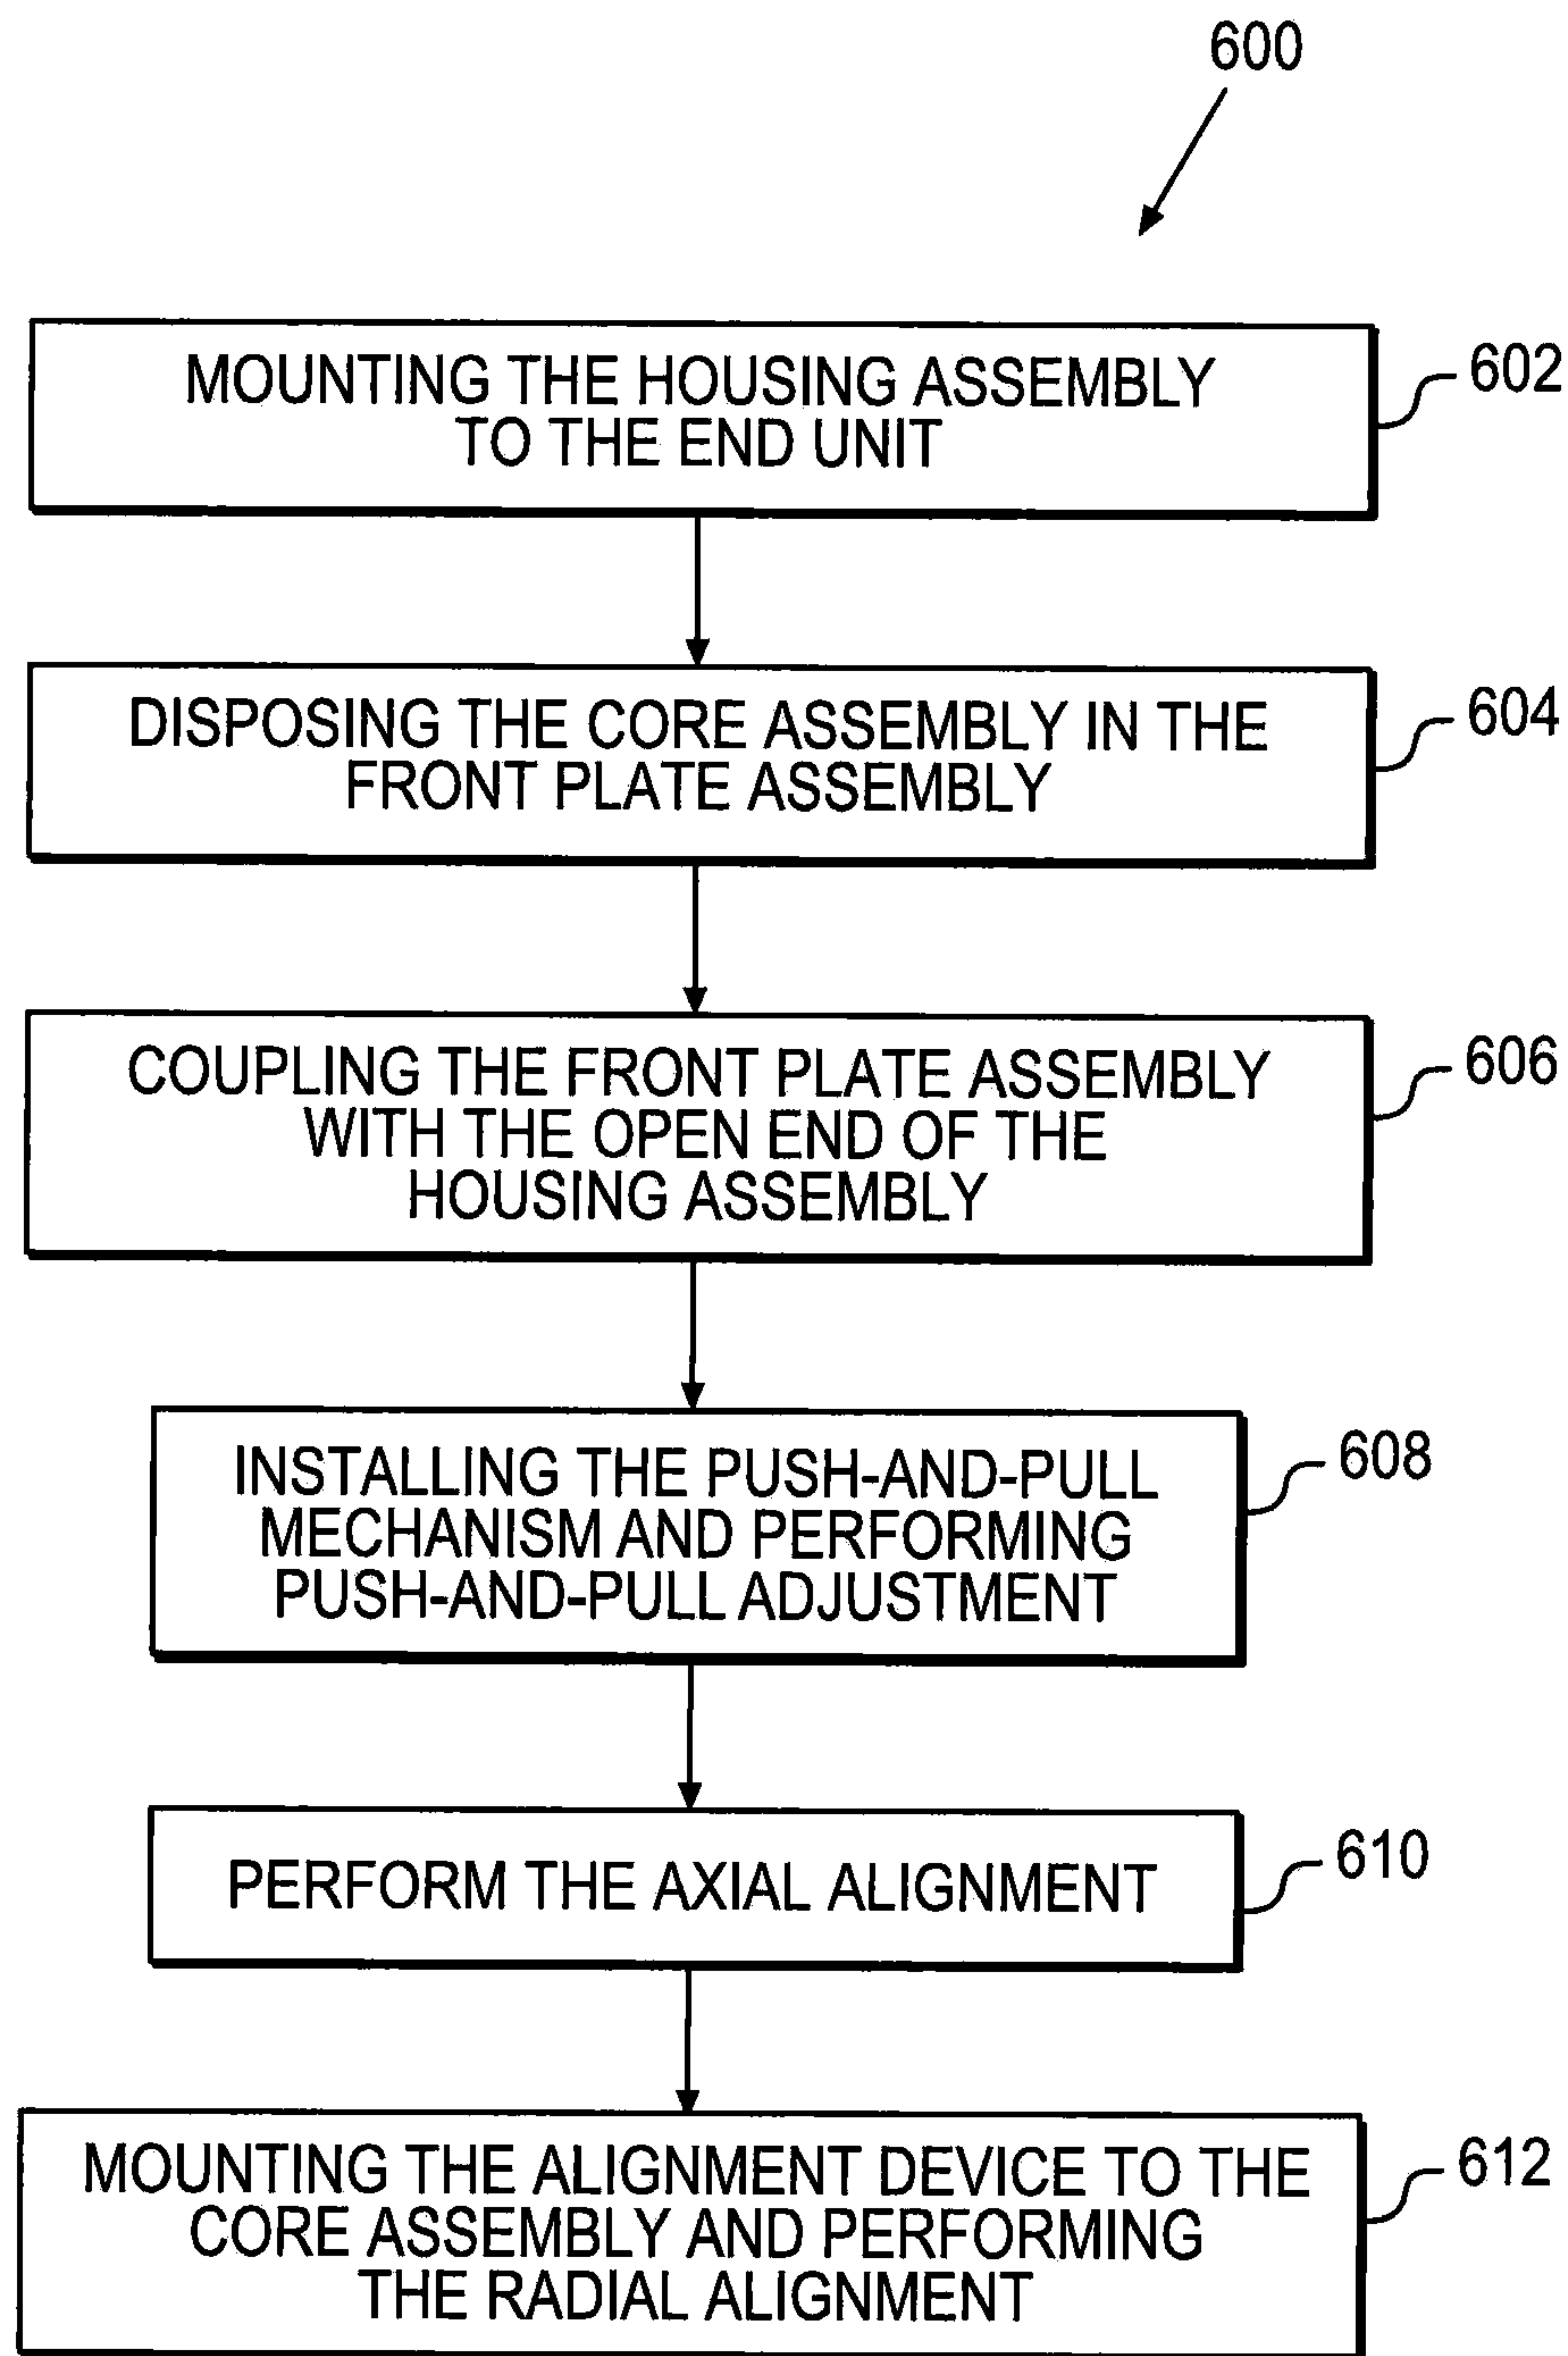 600
MOUNTING THE HOUSING ASSEMBLY
TO THE END UNIT
602
DISPOSING THE CORE ASSEMBLY IN THE
FRONT PLATE ASSEMBLY
604
COUPLING THE FRONT PLATE ASSEMBLY
WITH THE OPEN END OF THE
HOUSING ASSEMBLY
606
INSTALLING THE PUSH-AND-PULL
MECHANISM AND PERFORMING
PUSH-AND-PULL ADJUSTMENT
608
PERFORM THE AXIAL ALIGNMENT
610
MOUNTING THE ALIGNMENT DEVICE TO THE
CORE ASSEMBLY AND PERFORMING
THE RADIAL ALIGNMENT
612